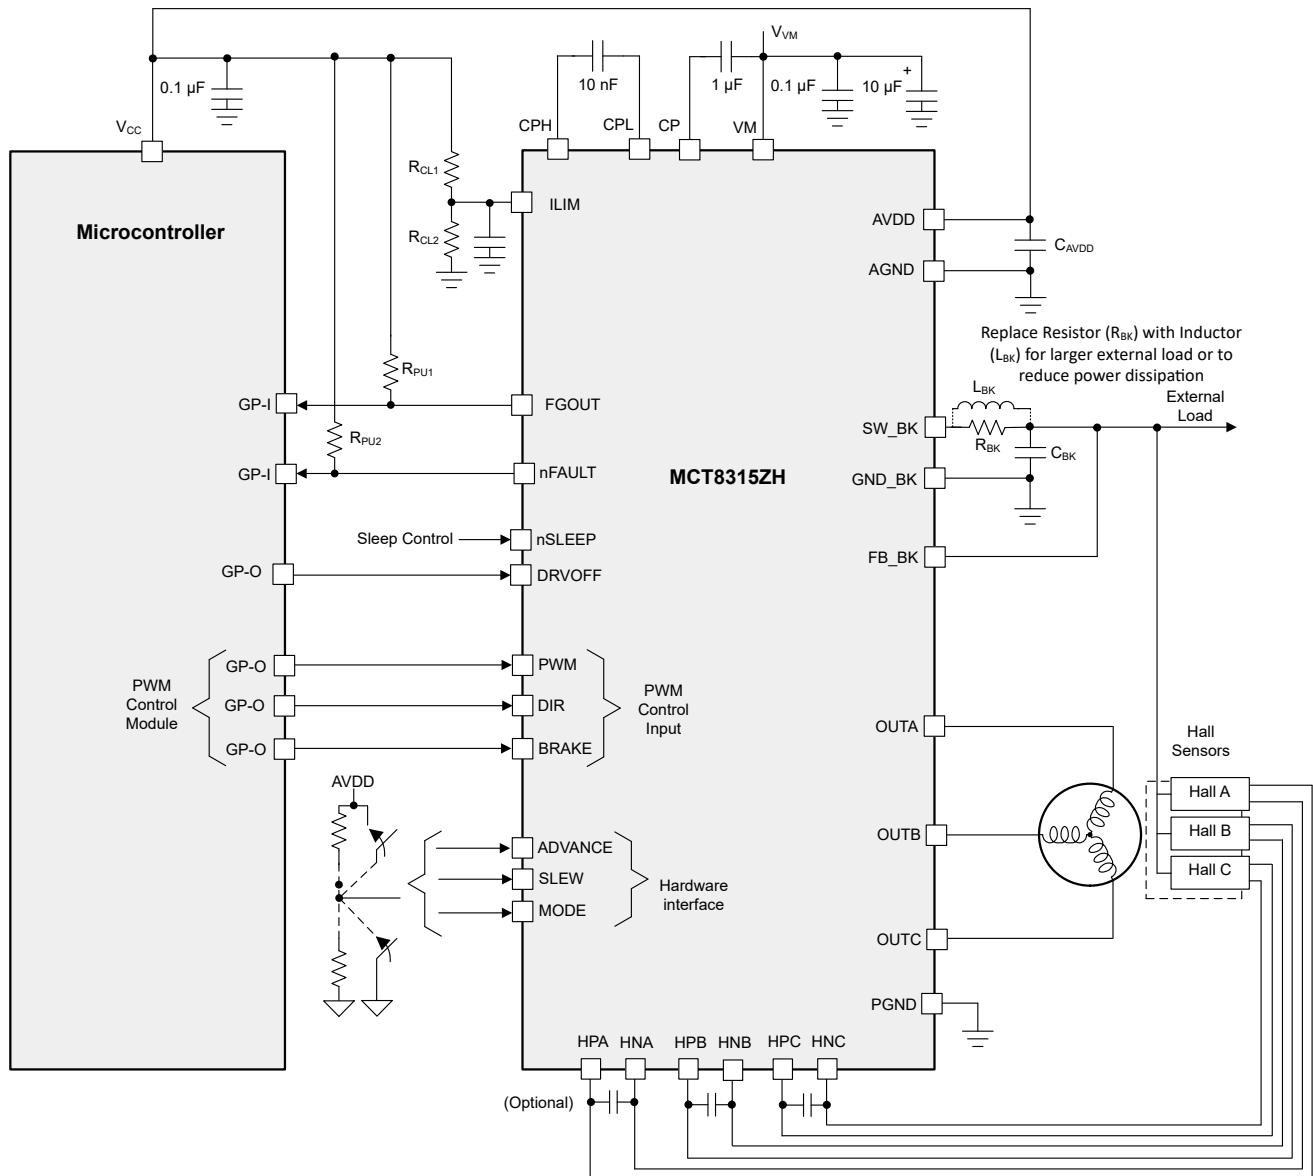 V_VM
0.1 µF
10 nF
1 µF
0.1 µF
+
10 µF
V_CC
CPH
CPL
CP
VM
R_CL1
ILIM
AVDD
Microcontroller
R_CL2
C_AVDD
AGND
Replace Resistor (R_BK) with Inductor
(L_BK) for larger external load or to
reduce power dissipation
R_PU1
L_BK
External
Load
GP-I
FGOUT
SW_BK
R_PU2
R_BK
C_BK
GP-I
nFAULT
MCT8315ZH
GND_BK
Sleep Control
nSLEEP
FB_BK
GP-O
DRVOFF
PWM
Control
Module
GP-O
GP-O
GP-O
PWM
DIR
BRAKE
PWM
Control
Input
OUTA
Hall
Sensors
AVDD
Hall A
Hall B
Hall C
OUTB
ADVANCE
SLEW
MODE
Hardware
interface
OUTC
PGND
HPA
HNA
HPB
HNB
HPC
HNC
(Optional)